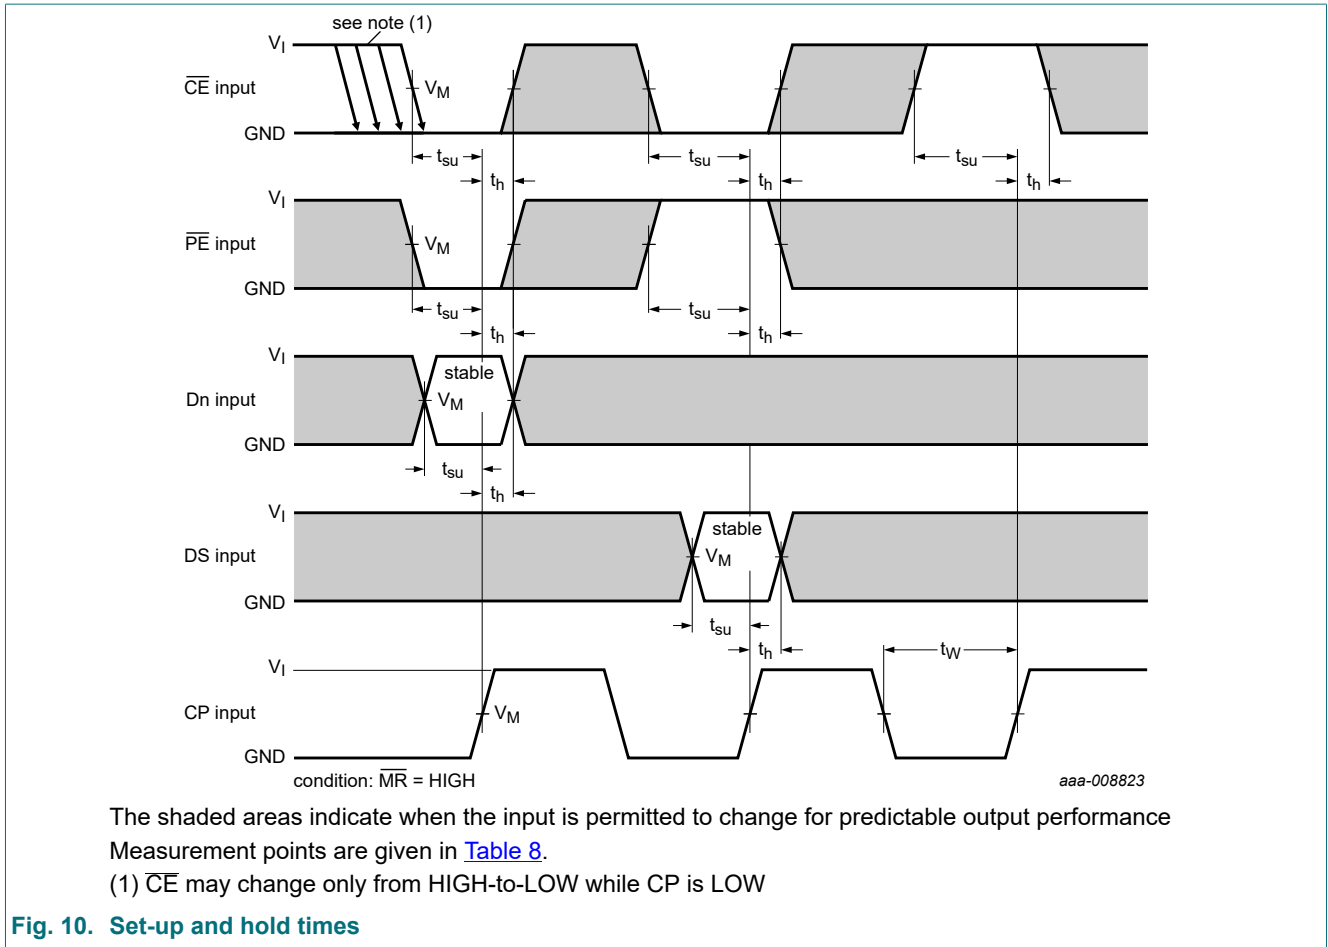 see note (1)
VI
CE input
VM
GND
tsu
tsu
tsu
th
th
th
VI
PE input
VM
GND
tsu
tsu
th
th
VI
stable
Dn input
VM
GND
tsu
th
VI
stable
DS input
VM
GND
tsu
th
tW
VI
CP input
VM
GND
condition: MR = HIGH
aaa-008823
The shaded areas indicate when the input is permitted to change for predictable output performance
Measurement points are given in Table 8.
(1) CE may change only from HIGH-to-LOW while CP is LOW
Fig. 10. Set-up and hold times